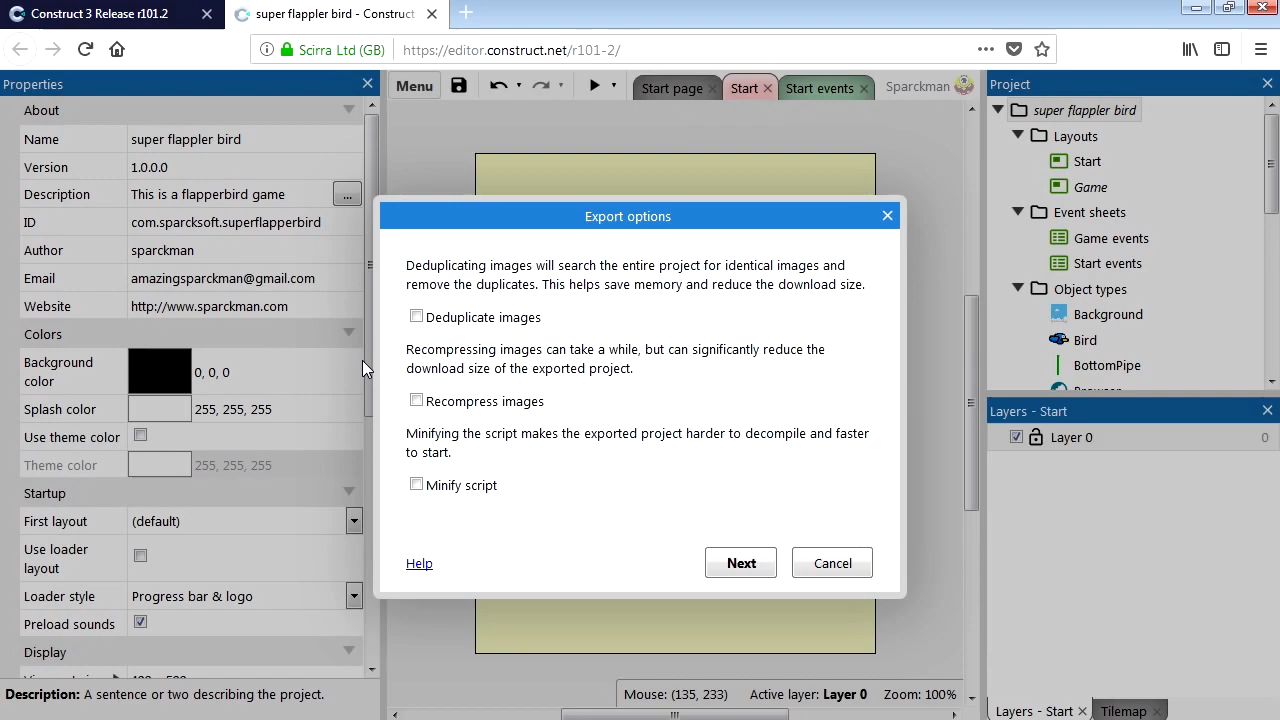 Construct 3 Release r101.2
super flappler bird - Construct
Scirra Ltd (GB)
https://editor.construct.net/r101-2/
Properties
About
Name super flappler bird
Version 1.0.0.0
Description This is a flapperbird game ...
ID com.sparcksoft.superflapperbird
Author sparckman
Email amazingsparckman@gmail.com
Website http://www.sparckman.com
Colors
Background color 0, 0, 0
Splash color 255, 255, 255
Use theme color
Theme color 255, 255, 255
Startup
First layout (default)
Use loader layout
Loader style Progress bar & logo
Preload sounds
Display
Description: A sentence or two describing the project.
Menu
Start page
Start
Start events
Sparckman
Export options
Deduplicating images will search the entire project for identical images and
remove the duplicates. This helps save memory and reduce the download size.
Deduplicate images
Recompressing images can take a while, but can significantly reduce the
download size of the exported project.
Recompress images
Minifying the script makes the exported project harder to decompile and faster
to start.
Minify script
Help
Next
Cancel
Mouse: (135, 233) Active layer: Layer 0 Zoom: 100%
Project
super flappler bird
Layouts
Start
Game
Event sheets
Game events
Start events
Object types
Background
Bird
BottomPipe
Layers - Start
Layer 0 0
Layers - Start
Tilemap